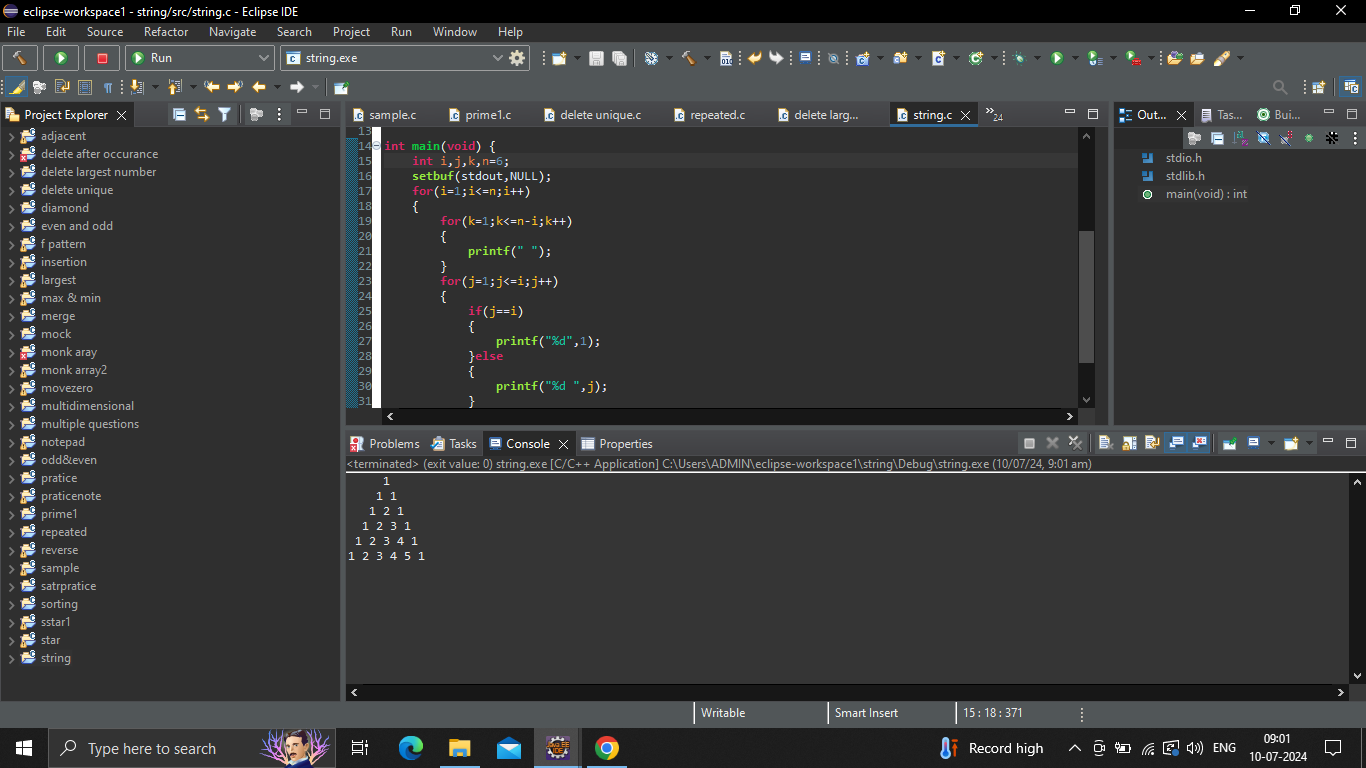 eclipse-workspace1 - string/src/string.c - Eclipse IDE
File Edit Source Refactor Navigate Search Project Run Window Help
Run string.exe
Project Explorer
adjacent
delete after occurance
delete largest number
delete unique
diamond
even and odd
f pattern
insertion
largest
max & min
merge
mock
monk aray
monk array2
movezero
multidimensional
multiple questions
notepad
odd&even
pratice
praticenote
prime1
repeated
reverse
sample
satrpratice
sorting
sstar1
star
string
sample.c prime1.c delete unique.c repeated.c delete larg... string.c »24
13
14 int main(void) {
15 int i,j,k,n=6;
16 setbuf(stdout,NULL);
17 for(i=1;i<=n;i++)
18 {
19 for(k=1;k<=n-i;k++)
20 {
21 printf(" ");
22 }
23 for(j=1;j<=i;j++)
24 {
25 if(j==i)
26 {
27 printf("%d",1);
28 }else
29 {
30 printf("%d ",j);
31 }
Out... Tas... Bui...
stdio.h
stdlib.h
main(void) : int
Problems Tasks Console Properties
<terminated> (exit value: 0) string.exe [C/C++ Application] C:\Users\ADMIN\eclipse-workspace1\string\Debug\string.exe (10/07/24, 9:01 am)
1
1 1
1 2 1
1 2 3 1
1 2 3 4 1
1 2 3 4 5 1
Writable Smart Insert 15 : 18 : 371
Type here to search
Record high ENG 09:01
10-07-2024